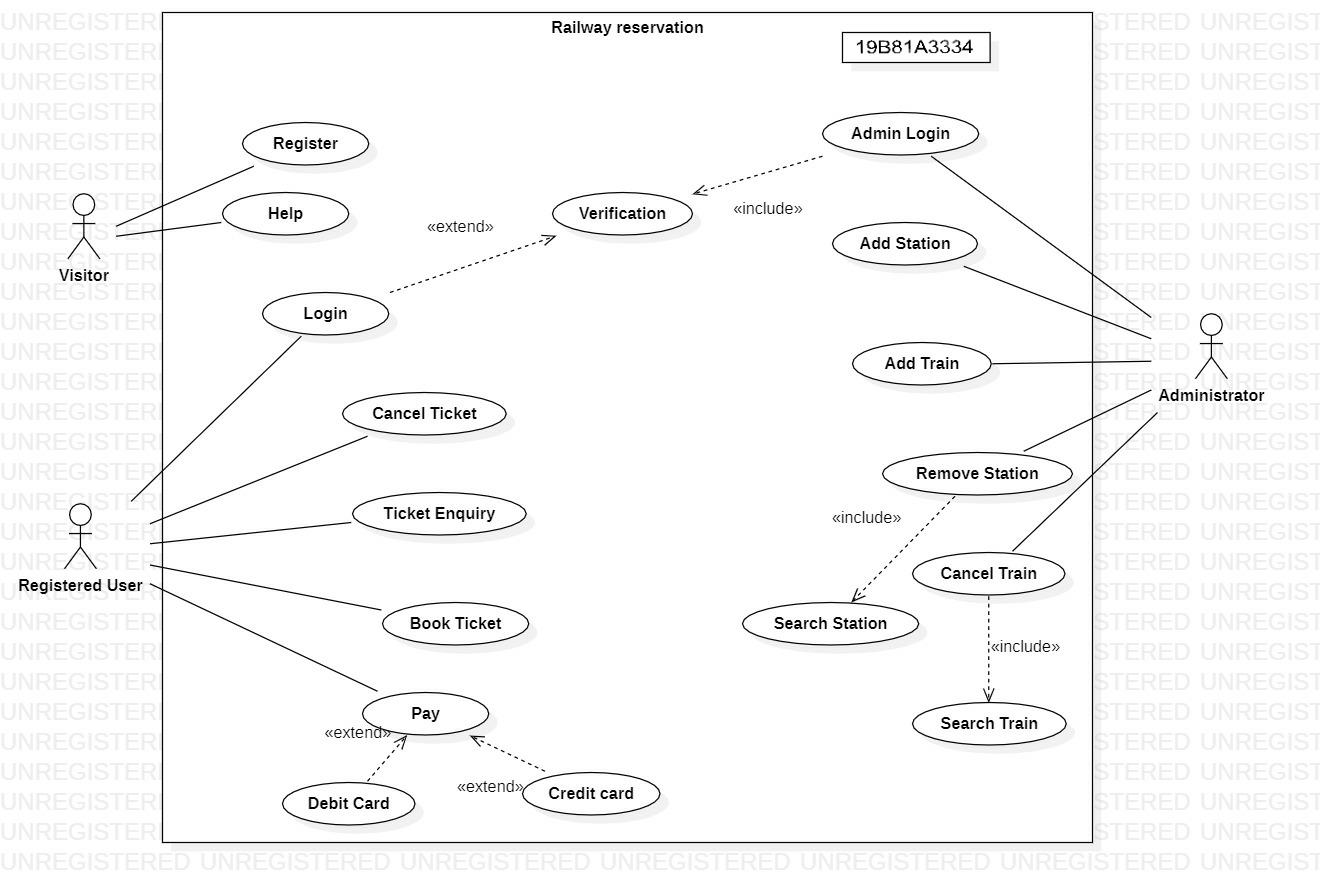 Railway reservation
19B81A3334
Register
Admin Login
Help
Verification
«include»
«extend»
Add Station
Visitor
Login
Add Train
Administrator
Cancel Ticket
Remove Station
Ticket Enquiry
«include»
Cancel Train
Registered User
Book Ticket
Search Station
«include»
Pay
Search Train
«extend»
«extend»
Credit card
Debit Card
UNREGISTERED UNREGISTERED UNREGISTERED UNREGISTERED UNREGISTERED UNREGISTERED UNREGIST